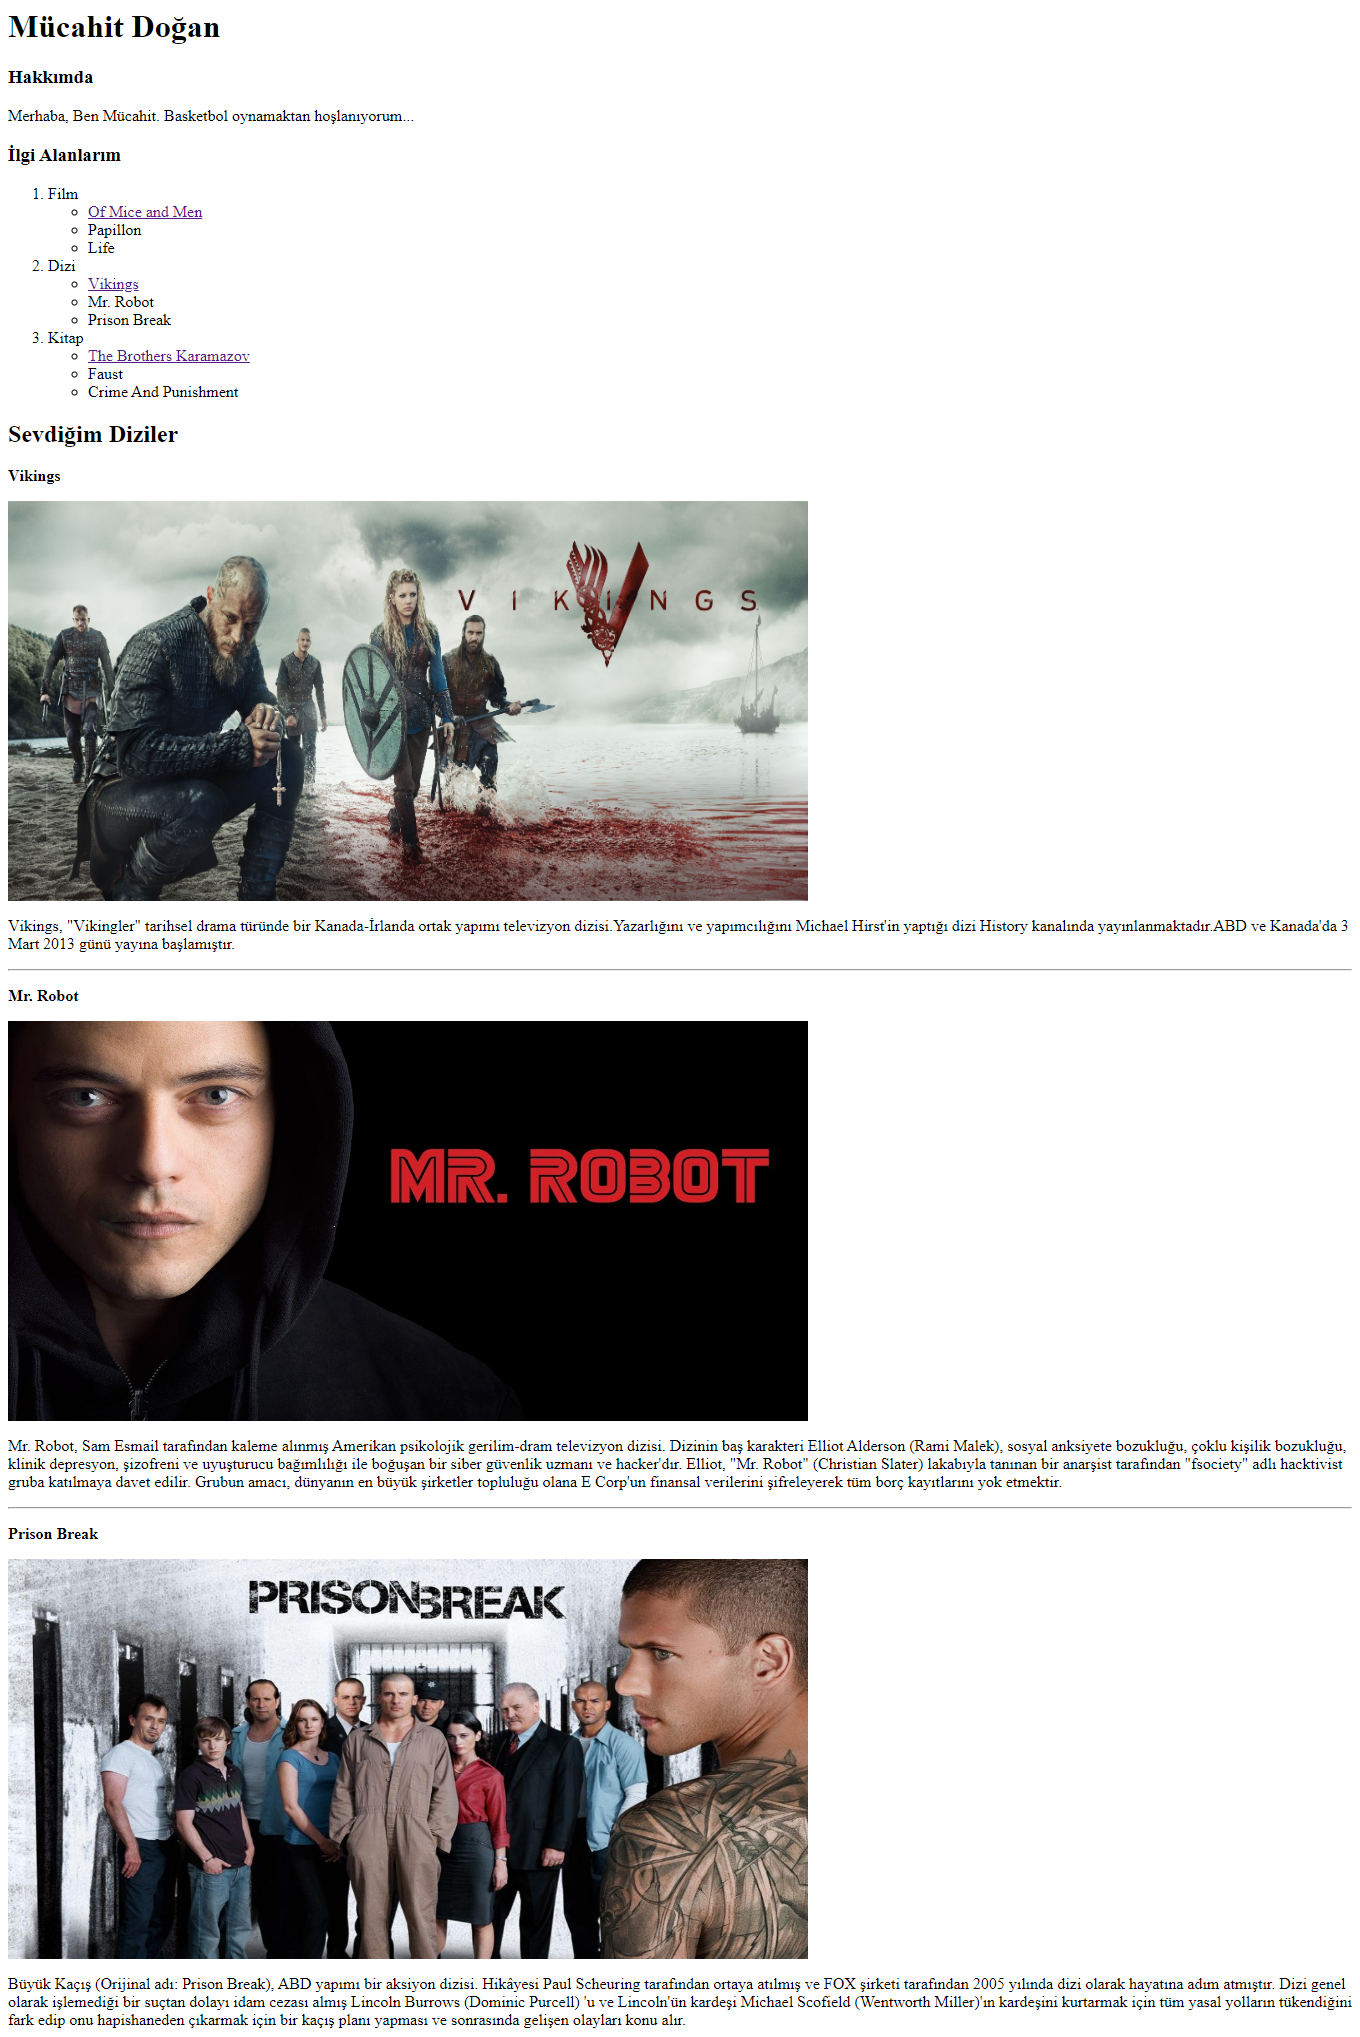 Mücahit Doğan
Hakkımda
Merhaba, Ben Mücahit. Basketbol oynamaktan hoşlanıyorum...
İlgi Alanlarım
1. Film
Of Mice and Men
Papillon
Life
2. Dizi
Vikings
Mr. Robot
Prison Break
3. Kitap
The Brothers Karamazov
Faust
Crime And Punishment
Sevdiğim Diziler
Vikings
VIKINGS
Vikings, "Vikingler" tarihsel drama türünde bir Kanada-İrlanda ortak yapımı televizyon dizisi.Yazarlığını ve yapımcılığını Michael Hirst'in yaptığı dizi History kanalında yayınlanmaktadır.ABD ve Kanada'da 3
Mart 2013 günü yayına başlamıştır.
Mr. Robot
MR. ROBOT
Mr. Robot, Sam Esmail tarafından kaleme alınmış Amerikan psikolojik gerilim-dram televizyon dizisi. Dizinin baş karakteri Elliot Alderson (Rami Malek), sosyal anksiyete bozukluğu, çoklu kişilik bozukluğu,
klinik depresyon, şizofreni ve uyuşturucu bağımlılığı ile boğuşan bir siber güvenlik uzmanı ve hacker'dır. Elliot, "Mr. Robot" (Christian Slater) lakabıyla tanınan bir anarşist tarafından "fsociety" adlı hacktivist
gruba katılmaya davet edilir. Grubun amacı, dünyanın en büyük şirketler topluluğu olana E Corp'un finansal verilerini şifreleyerek tüm borç kayıtlarını yok etmektir.
Prison Break
PRISON BREAK
Büyük Kaçış (Orijinal adı: Prison Break), ABD yapımı bir aksiyon dizisi. Hikâyesi Paul Scheuring tarafından ortaya atılmış ve FOX şirketi tarafından 2005 yılında dizi olarak hayatına adım atmıştır. Dizi genel
olarak işlemediği bir suçtan dolayı idam cezası almış Lincoln Burrows (Dominic Purcell) 'u ve Lincoln'ün kardeşi Michael Scofield (Wentworth Miller)'ın kardeşini kurtarmak için tüm yasal yolların tükendiğini
fark edip onu hapishaneden çıkarmak için bir kaçış planı yapması ve sonrasında gelişen olayları konu alır.